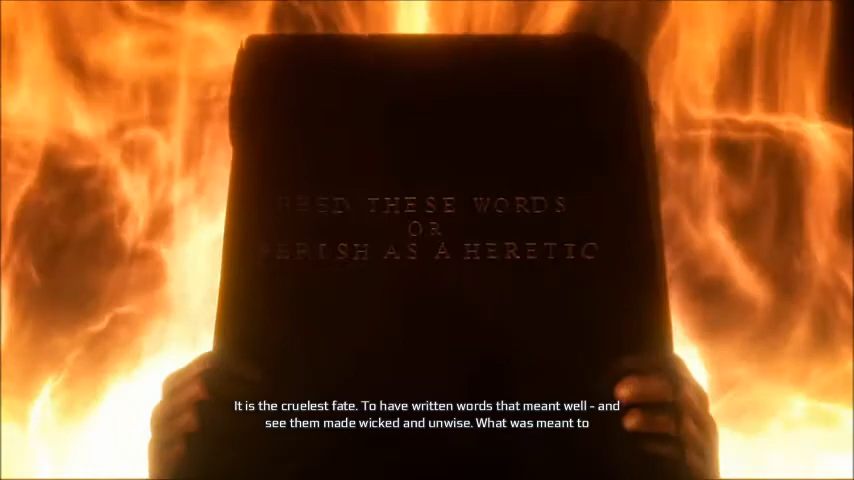 HEED THESE WORDS
OR
PERISH AS A HERETIC
It is the cruelest fate. To have written words that meant well - and
see them made wicked and unwise. What was meant to